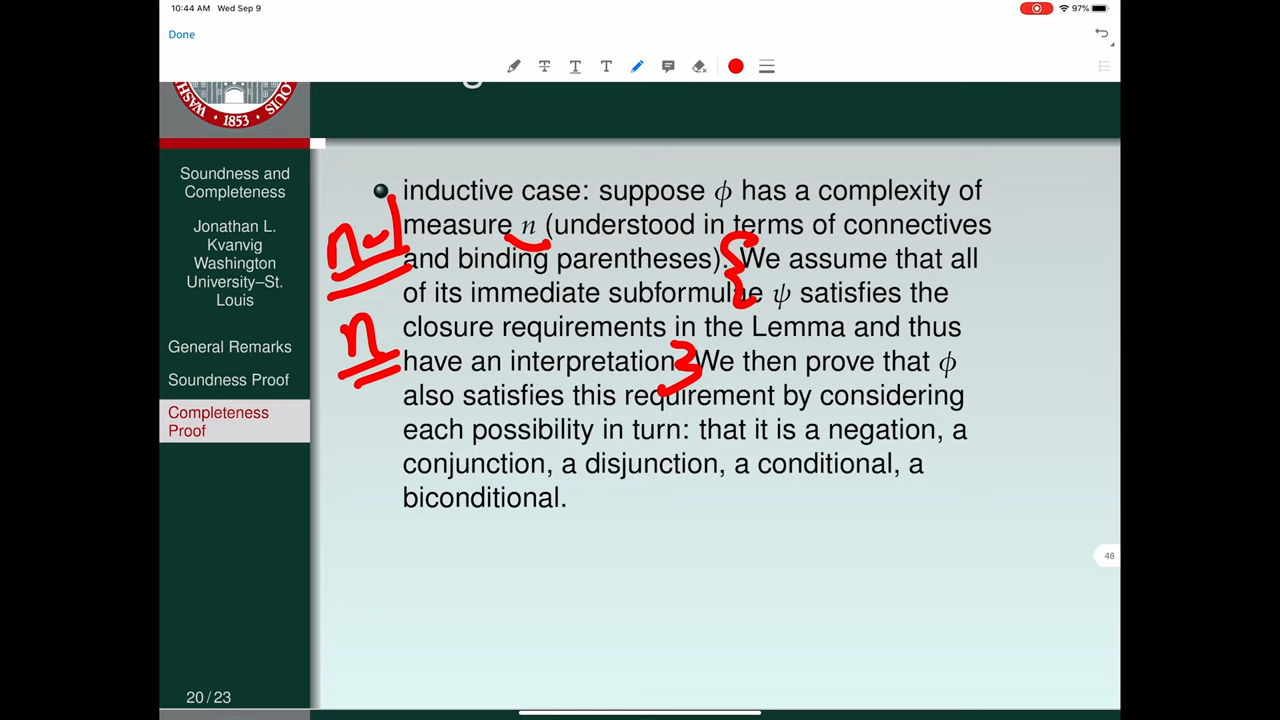 10:44 AM Wed Sep 9
97%
Done
T T T
WASH
OUIS
1853
Soundness and
Completeness
Jonathan L.
Kvanvig
Washington
University–St.
Louis
General Remarks
Soundness Proof
Completeness
Proof
20 / 23
inductive case: suppose ϕ has a complexity of
measure n (understood in terms of connectives
and binding parentheses). We assume that all
of its immediate subformulae ψ satisfies the
closure requirements in the Lemma and thus
have an interpretation. We then prove that ϕ
also satisfies this requirement by considering
each possibility in turn: that it is a negation, a
conjunction, a disjunction, a conditional, a
biconditional.
n-1
n
48